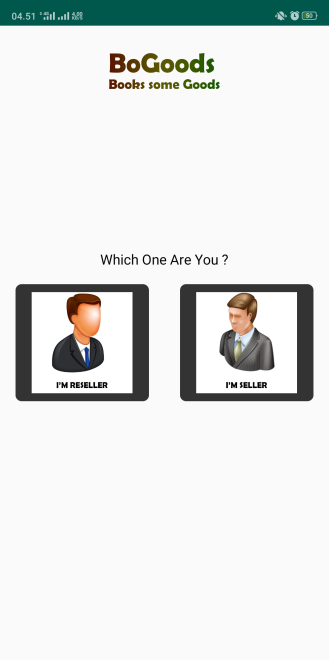 04.51
BoGoods
Books some Goods
Which One Are You ?
I'M RESELLER
I'M SELLER